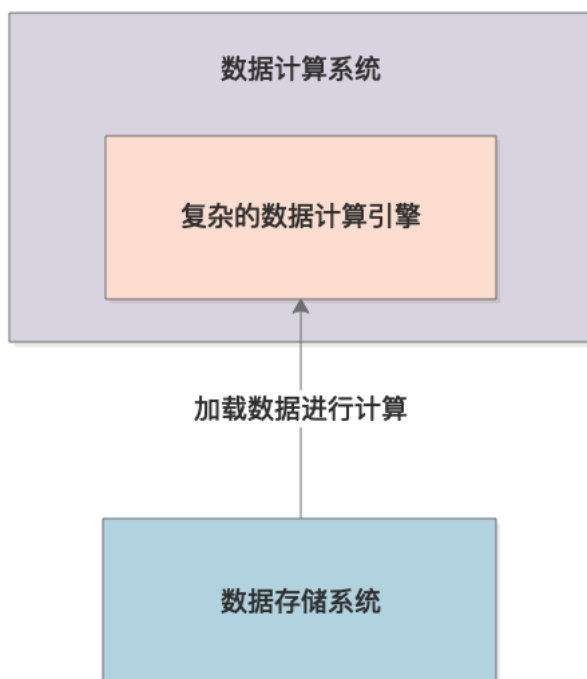 数据计算系统
复杂的数据计算引擎
加载数据进行计算
数据存储系统